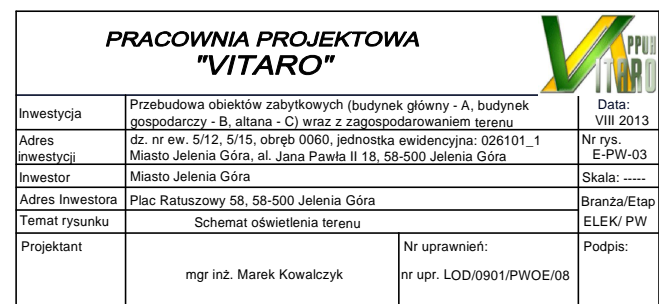 PRACOWNIA PROJEKTOWA
"VITARO"
PPUH
VITARO
Inwestycja
Przebudowa obiektów zabytkowych (budynek główny - A, budynek
gospodarczy - B, altana - C) wraz z zagospodarowaniem terenu
Data:
VIII 2013
Adres
inwestycji
dz. nr ew. 5/12, 5/15, obręb 0060, jednostka ewidencyjna: 026101_1
Miasto Jelenia Góra, al. Jana Pawła II 18, 58-500 Jelenia Góra
Nr rys.
E-PW-03
Inwestor
Miasto Jelenia Góra
Skala: -----
Adres Inwestora
Plac Ratuszowy 58, 58-500 Jelenia Góra
Branża/Etap
ELEK/ PW
Temat rysunku
Schemat oświetlenia terenu
Projektant
mgr inż. Marek Kowalczyk
Nr uprawnień:
nr upr. LOD/0901/PWOE/08
Podpis: